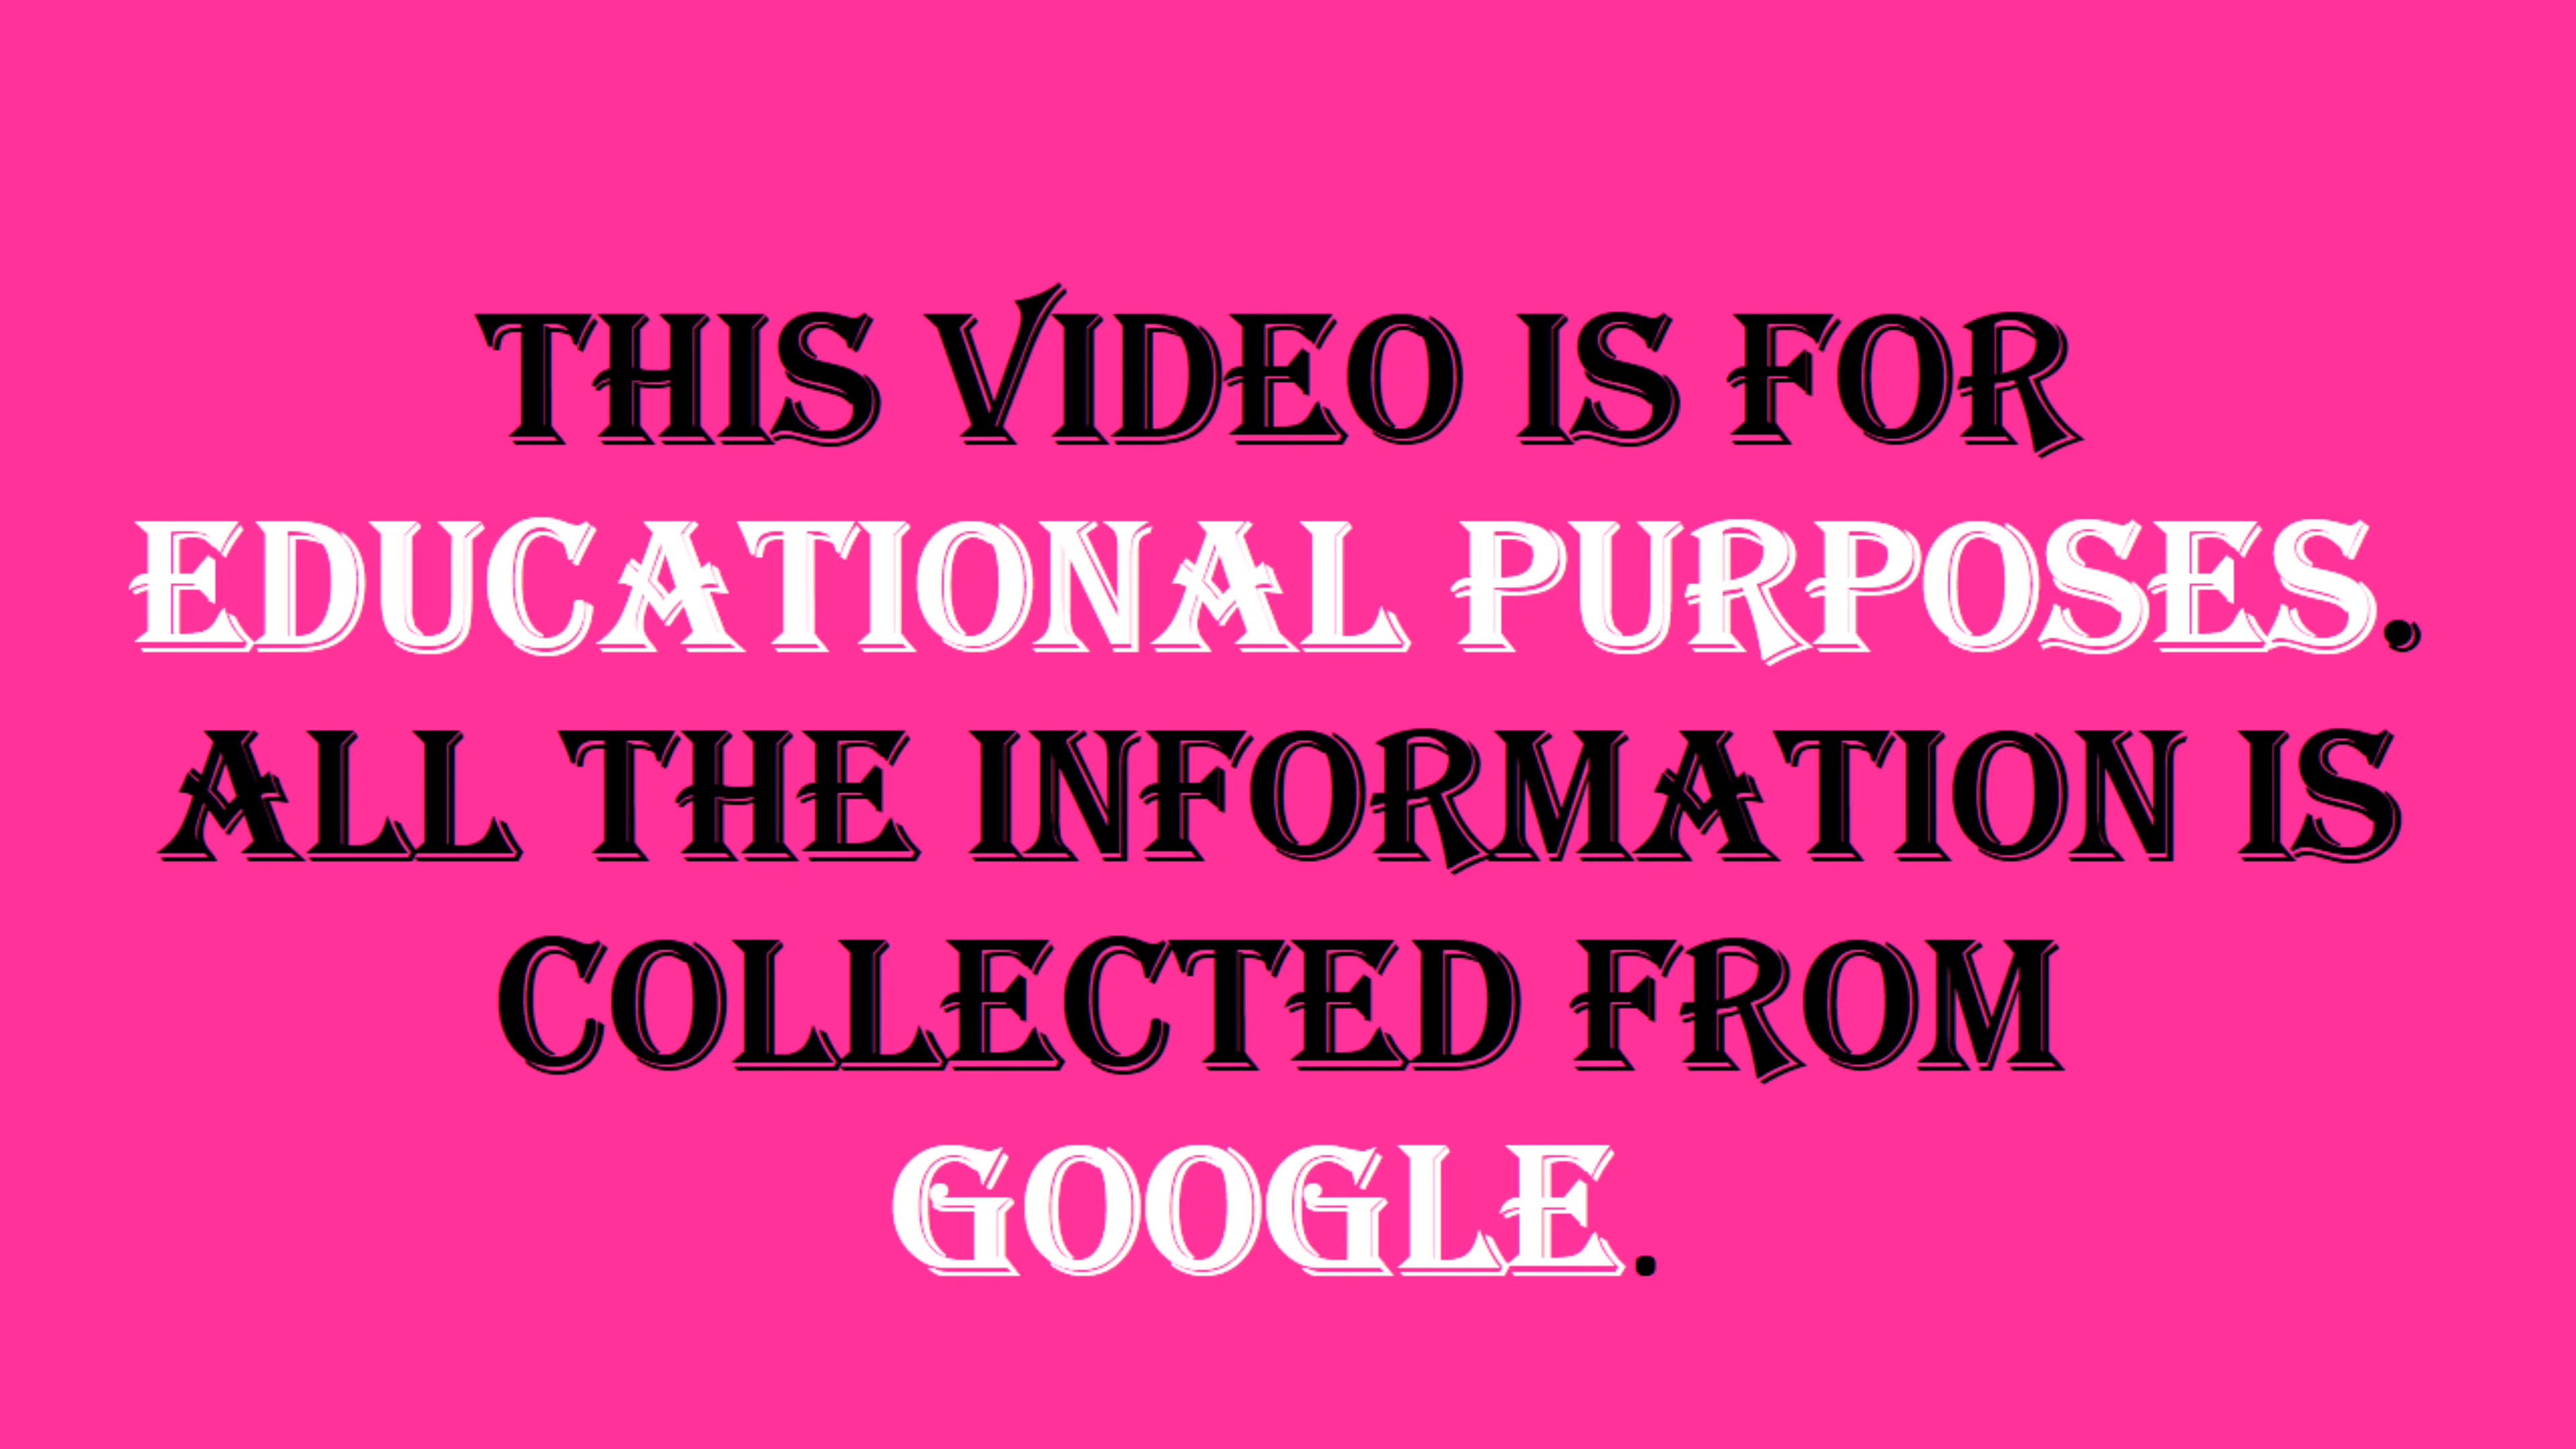 THIS VIDEO IS FOR
EDUCATIONAL PURPOSES.
ALL THE INFORMATION IS
COLLECTED FROM
GOOGLE.